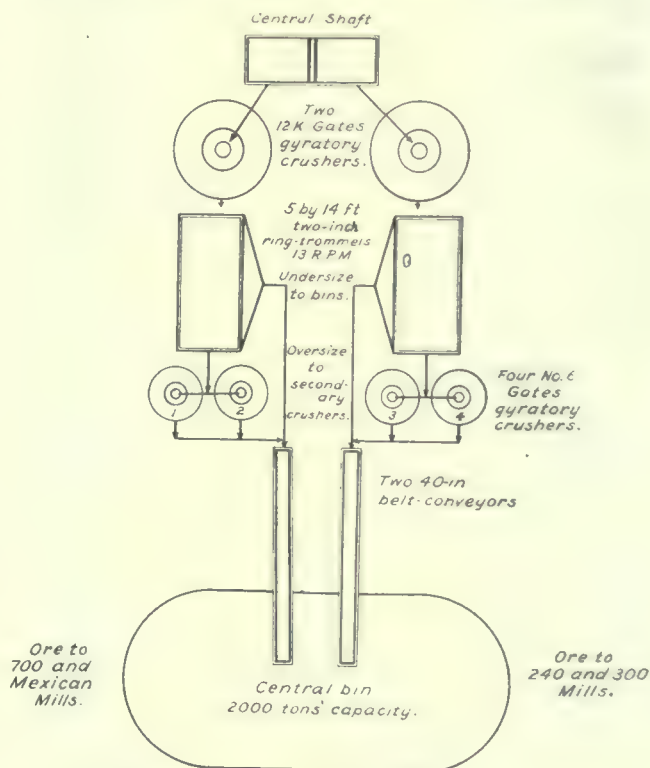 Central Shaft
Two
12K Gates
gyratory
crushers.
5 by 14 ft
two-inch
ring-trommels
13 R PM
Undersize
to bins.
Oversize
to
second-
ary
crushers.
1
2
3
4
Four No. 6
Gates
gyratory
crushers.
Two 40-in
belt-conveyors
Ore to
700 and
Mexican
Mills.
Central bin
2000 tons' capacity.
Ore to
240 and 300
Mills.